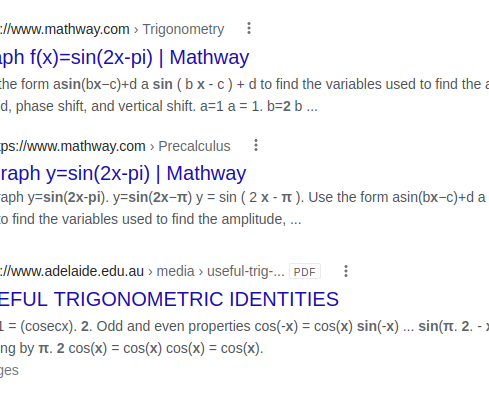 ://www.mathway.com › Trigonometry
aph f(x)=sin(2x-pi) | Mathway
the form asin(bx−c)+d a sin ( b x - c ) + d to find the variables used to find the a
d, phase shift, and vertical shift. a=1 a = 1. b=2 b ...
tps://www.mathway.com › Precalculus
raph y=sin(2x-pi) | Mathway
raph y=sin(2x-pi). y=sin(2x−π) y = sin ( 2 x - π ). Use the form asin(bx−c)+d a
to find the variables used to find the amplitude, ...
://www.adelaide.edu.au › media › useful-trig-... PDF
EFUL TRIGONOMETRIC IDENTITIES
1 = (cosecx). 2. Odd and even properties cos(-x) = cos(x) sin(-x) ... sin(π. 2. - x
ng by π. 2 cos(x) = cos(x) cos(x) = cos(x).
ges